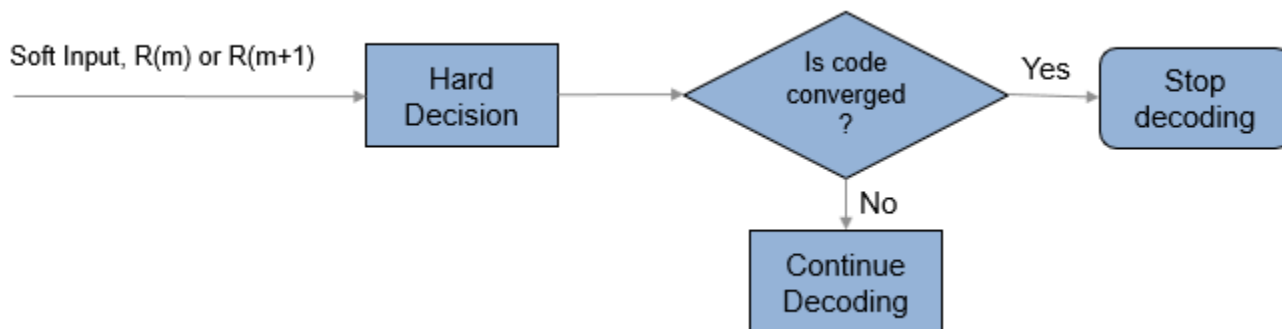 Soft Input, R(m) or R(m+1)
Hard
Decision
Is code
converged
?
Yes
Stop
decoding
No
Continue
Decoding